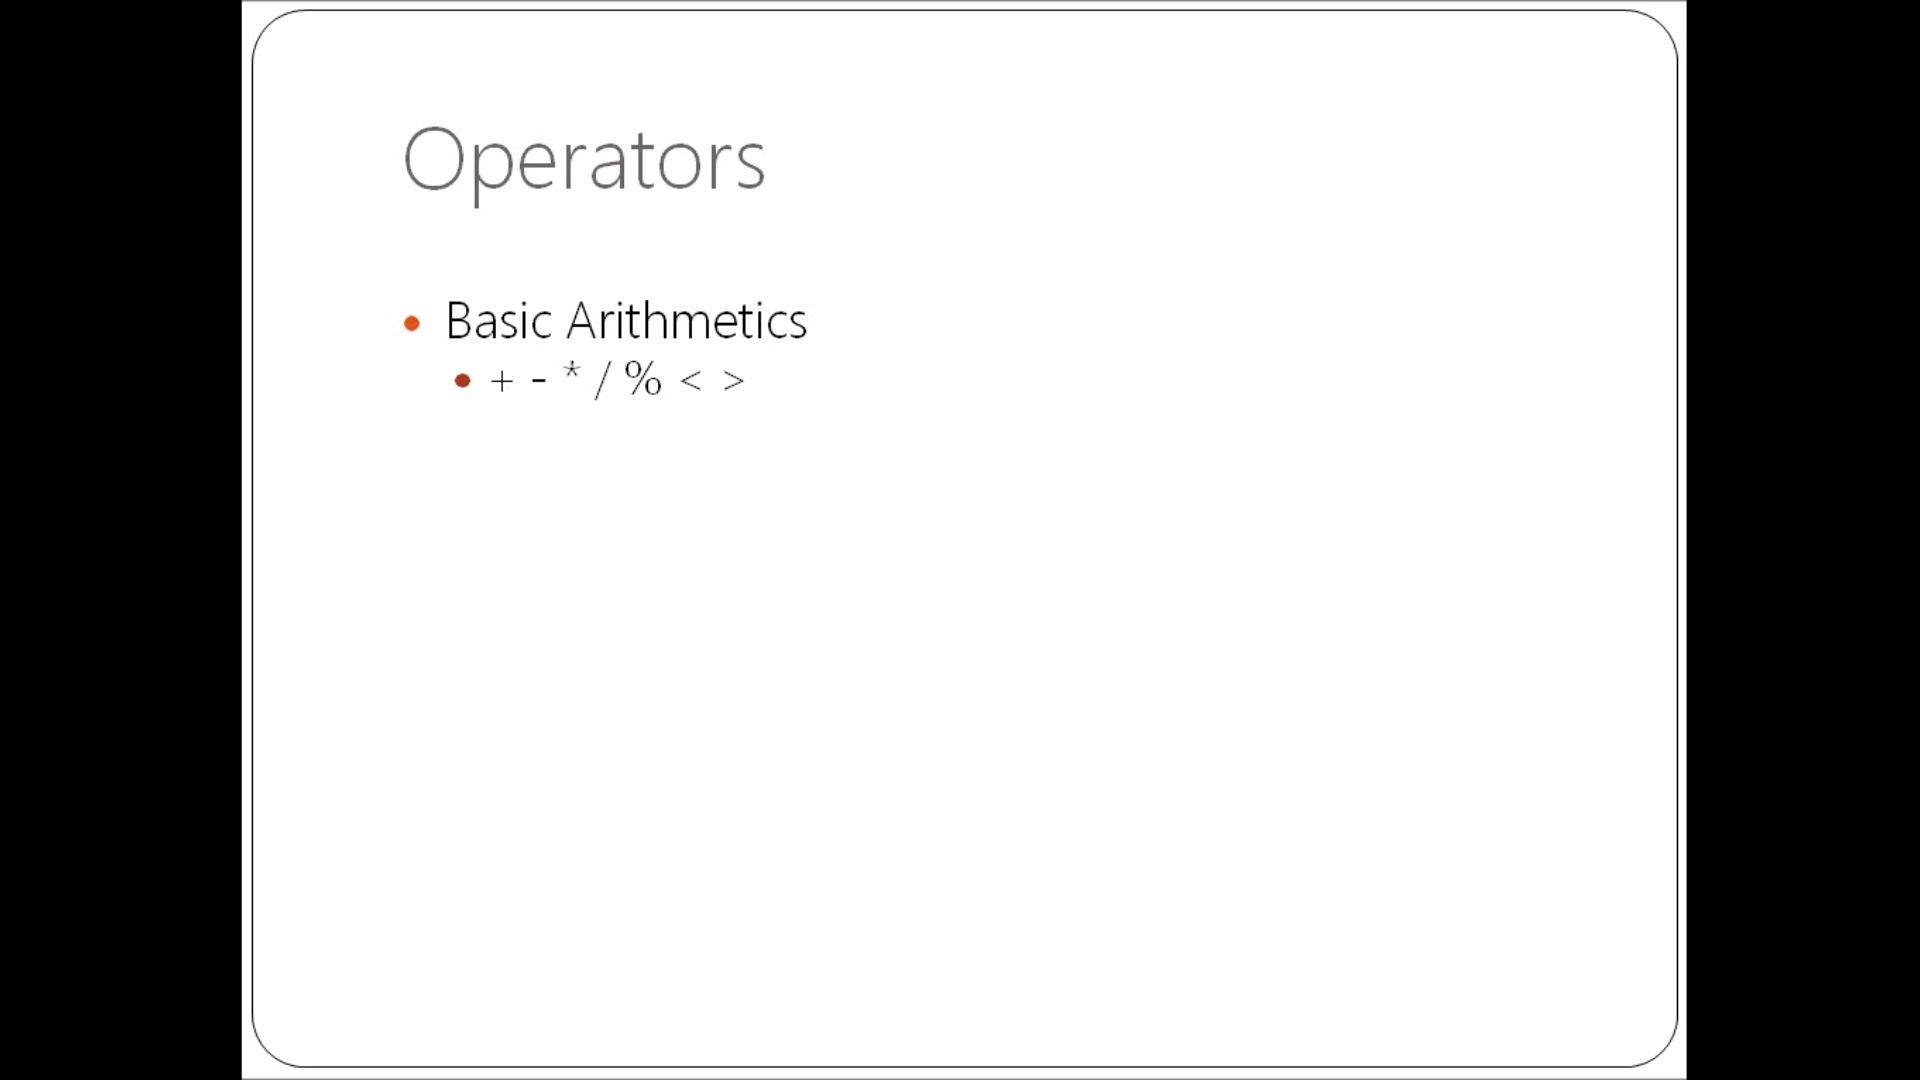 Operators
Basic Arithmetics
+ - * / % < >